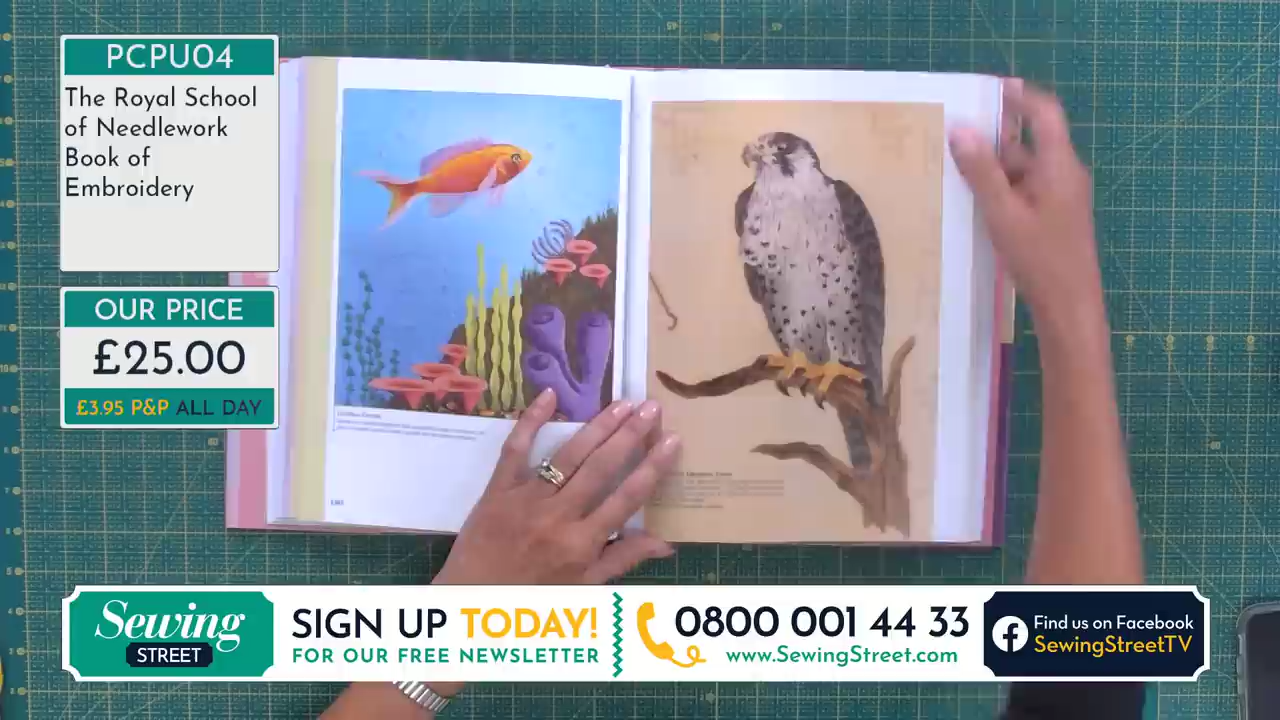 PCPU04
The Royal School
of Needlework
Book of
Embroidery
OUR PRICE
£25.00
£3.95 P&P ALL DAY
Sewing
STREET
SIGN UP TODAY!
FOR OUR FREE NEWSLETTER
0800 001 44 33
www.SewingStreet.com
Find us on Facebook
SewingStreetTV